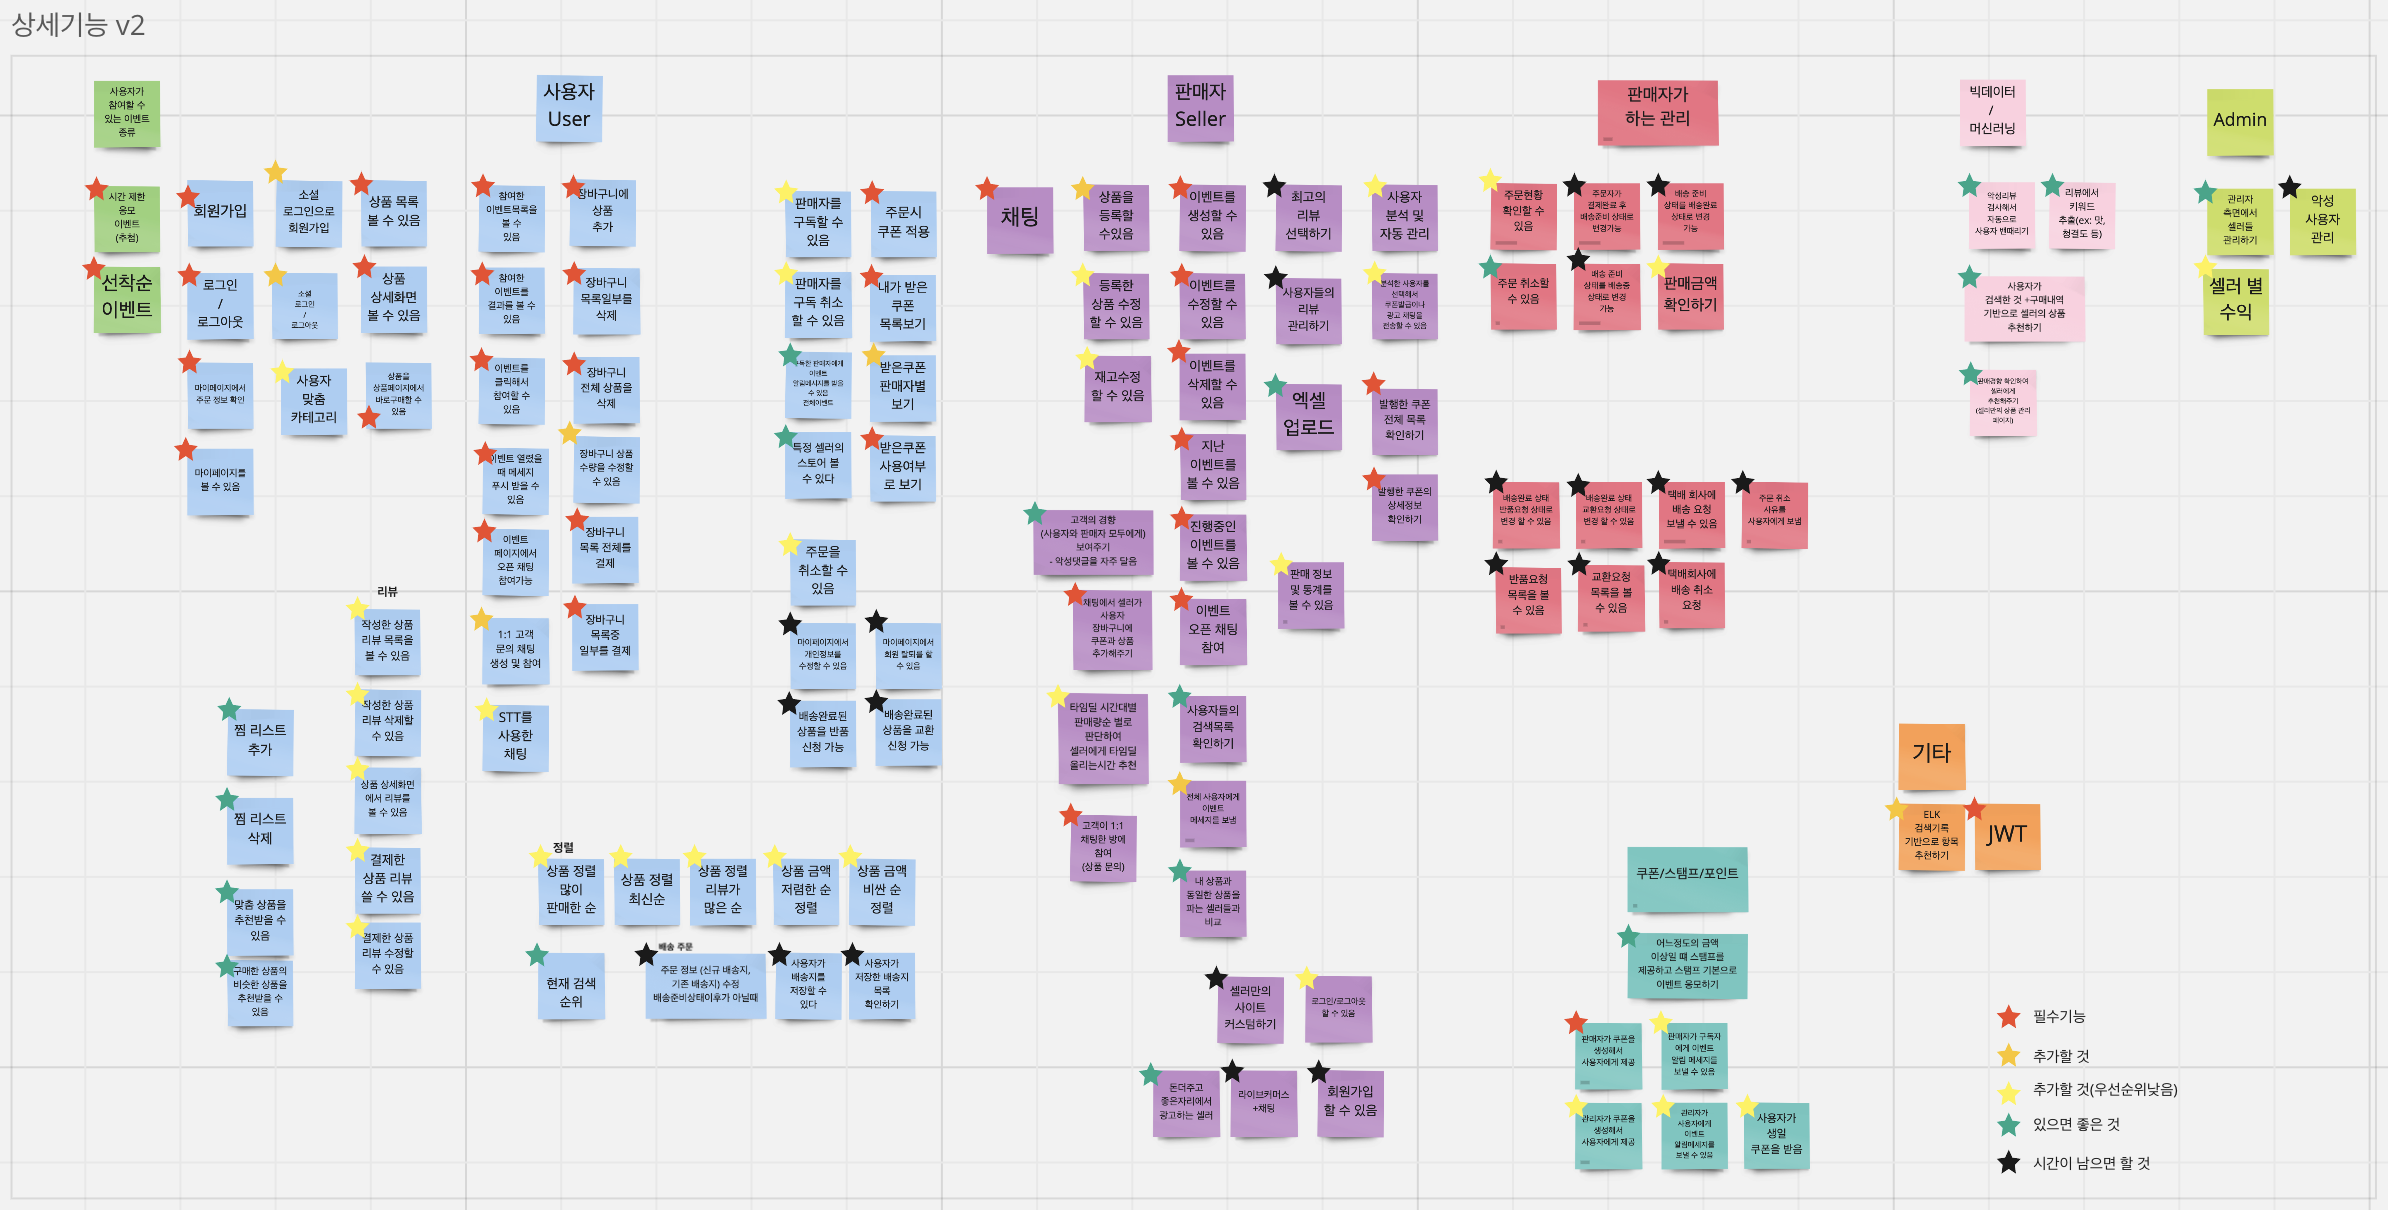 상세기능 v2
사용자가
참여할 수
있는 이벤트
종류
시간 제한
응모
이벤트
(추첨)
선착순
이벤트
사용자
User
회원가입
소셜
로그인으로
회원가입
상품 목록
볼 수 있음
로그인
/
로그아웃
소셜
로그인
/
로그아웃
상품
상세화면
볼 수 있음
마이페이지에서
주문 정보 확인
사용자
맞춤
카테고리
상품을
상품페이지에서
바로구매할 수
있음
마이페이지를
볼 수 있음
참여한
이벤트목록을
볼 수
있음
장바구니에
상품
추가
참여한
이벤트를
결과를 볼 수
있음
장바구니
목록일부를
삭제
이벤트를
클릭해서
참여할 수
있음
장바구니
전체 상품을
삭제
이벤트 열렸을
때 메세지
푸시 받을 수
있음
장바구니 상품
수량을 수정할
수 있음
이벤트
페이지에서
오픈 채팅
참여가능
장바구니
목록 전체를
결제
1:1 고객
문의 채팅
생성 및 참여
장바구니
목록중
일부를 결제
STT를
사용한
채팅
판매자를
구독할 수
있음
주문시
쿠폰 적용
판매자를
구독 취소
할 수 있음
내가 받은
쿠폰
목록보기
구독한 판매자에게
이벤트
알림메시지를 받을
수 있음
전체이벤트
받은쿠폰
판매자별
보기
특정 셀러의
스토어 볼
수 있다
받은쿠폰
사용여부
로 보기
주문을
취소할 수
있음
마이페이지에서
개인정보를
수정할 수 있음
마이페이지에서
회원 탈퇴를 할
수 있음
배송완료된
상품을 반품
신청 가능
배송완료된
상품을 교환
신청 가능
리뷰
작성한 상품
리뷰 목록을
볼 수 있음
작성한 상품
리뷰 삭제할
수 있음
상품 상세화면
에서 리뷰를
볼 수 있음
결제한
상품 리뷰
쓸 수 있음
결제한 상품
리뷰 수정할
수 있음
찜 리스트
추가
찜 리스트
삭제
맞춤 상품을
추천받을 수
있음
구매한 상품의
비슷한 상품을
추천받을 수
있음
정렬
상품 정렬
많이
판매한 순
상품 정렬
최신순
상품 정렬
리뷰가
많은 순
상품 금액
저렴한 순
정렬
상품 금액
비싼 순
정렬
현재 검색
순위
배송 주문
주문 정보 (신규 배송지,
기존 배송지) 수정
배송준비상태이후가 아닐때
사용자가
배송지를
저장할 수
있다
사용자가
저장한 배송지
목록
확인하기
판매자
Seller
채팅
상품을
등록할
수있음
이벤트를
생성할 수
있음
최고의
리뷰
선택하기
사용자
분석 및
자동 관리
등록한
상품 수정
할 수 있음
이벤트를
수정할 수
있음
사용자들의
리뷰
관리하기
분석한 사용자를
선택해서
쿠폰발급이나
광고 채팅을
전송할 수 있음
재고수정
할 수 있음
이벤트를
삭제할 수
있음
엑셀
업로드
발행한 쿠폰
전체 목록
확인하기
지난
이벤트를
볼 수 있음
발행한 쿠폰의
상세정보
확인하기
고객의 경향
(사용자와 판매자 모두에게)
보여주기
- 악성댓글을 자주 달음
진행중인
이벤트를
볼 수 있음
판매 정보
및 통계를
볼 수 있음
채팅에서 셀러가
사용자
장바구니에
쿠폰과 상품
추가해주기
이벤트
오픈 채팅
참여
타임딜 시간대별
판매량순 별로
판단하여
셀러에게 타임딜
올리는시간 추천
사용자들의
검색목록
확인하기
전체 사용자에게
이벤트
메세지를 보냄
고객이 1:1
채팅한 방에
참여
(상품 문의)
내 상품과
동일한 상품을
파는 셀러들과
비교
셀러만의
사이트
커스텀하기
로그인/로그아웃
할 수 있음
돈더주고
좋은자리에서
광고하는 셀러
라이브커머스
+채팅
회원가입
할 수 있음
판매자가
하는 관리
주문현황
확인할 수
있음
주문자가
결제완료 후
배송준비 상태로
변경가능
배송 준비
상태를 배송완료
상태로 변경
가능
주문 취소할
수 있음
배송 준비
상태를 배송중
상태로 변경
가능
판매금액
확인하기
배송완료 상태
반품요청 상태로
변경 할 수 있음
배송완료 상태
교환요청 상태로
변경 할 수 있음
택배 회사에
배송 요청
보낼 수 있음
주문 취소
사유를
사용자에게 보냄
반품요청
목록을 볼
수 있음
교환요청
목록을 볼
수 있음
택배회사에
배송 취소
요청
쿠폰/스탬프/포인트
어느정도의 금액
이상일 때 스탬프를
제공하고 스탬프 기본으로
이벤트 응모하기
판매자가 쿠폰을
생성해서
사용자에게 제공
판매자가 구독자
에게 이벤트
알림 메세지를
보낼 수 있음
관리자가 쿠폰을
생성해서
사용자에게 제공
관리자가
사용자에게
이벤트
알림메세지를
보낼 수 있음
사용자가
생일
쿠폰을 받음
빅데이터
/
머신러닝
악성리뷰
검사해서
자동으로
사용자 밴때리기
리뷰에서
키워드
추출(ex: 맛,
청결도 등)
사용자가
검색한 것 +구매내역
기반으로 셀러의 상품
추천하기
판매경향 확인하여
셀러에게
추천해주기
(셀러만의 상품 관리
페이지)
Admin
관리자
측면에서
셀러들
관리하기
악성
사용자
관리
셀러 별
수익
기타
ELK
검색기록
기반으로 항목
추천하기
JWT
필수기능
추가할 것
추가할 것(우선순위낮음)
있으면 좋은 것
시간이 남으면 할 것